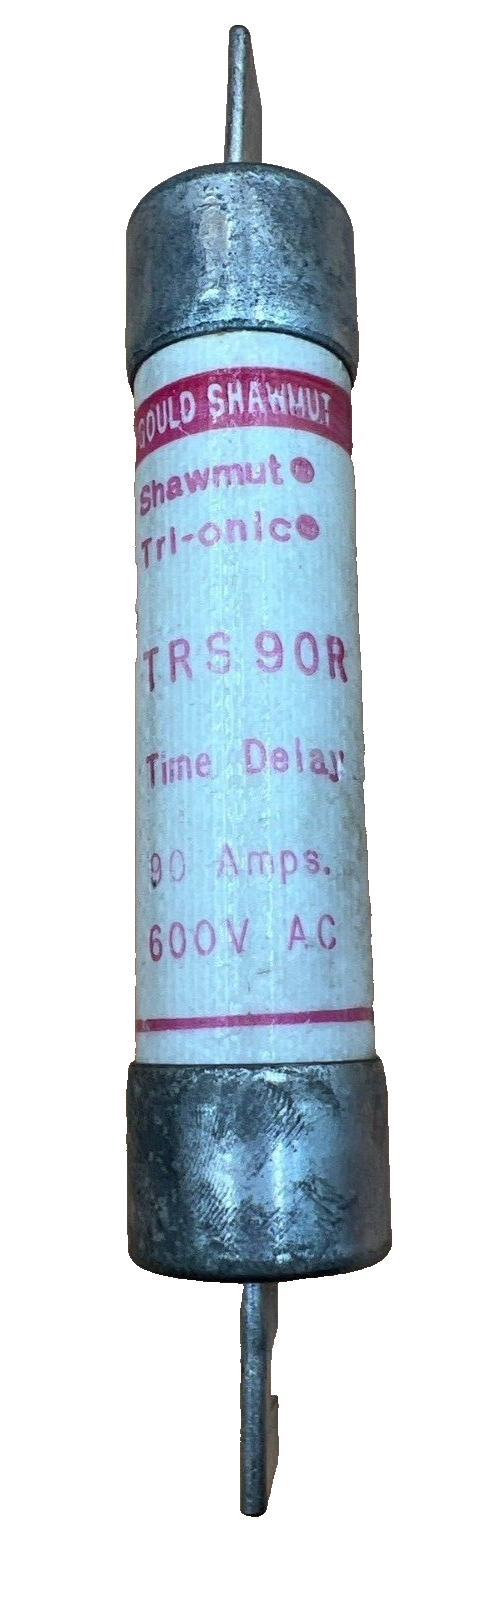 GOULD SHAWMUT
Shawmut®
Tri-onic®
TRS 90R
Time Delay
90 Amps.
600V AC